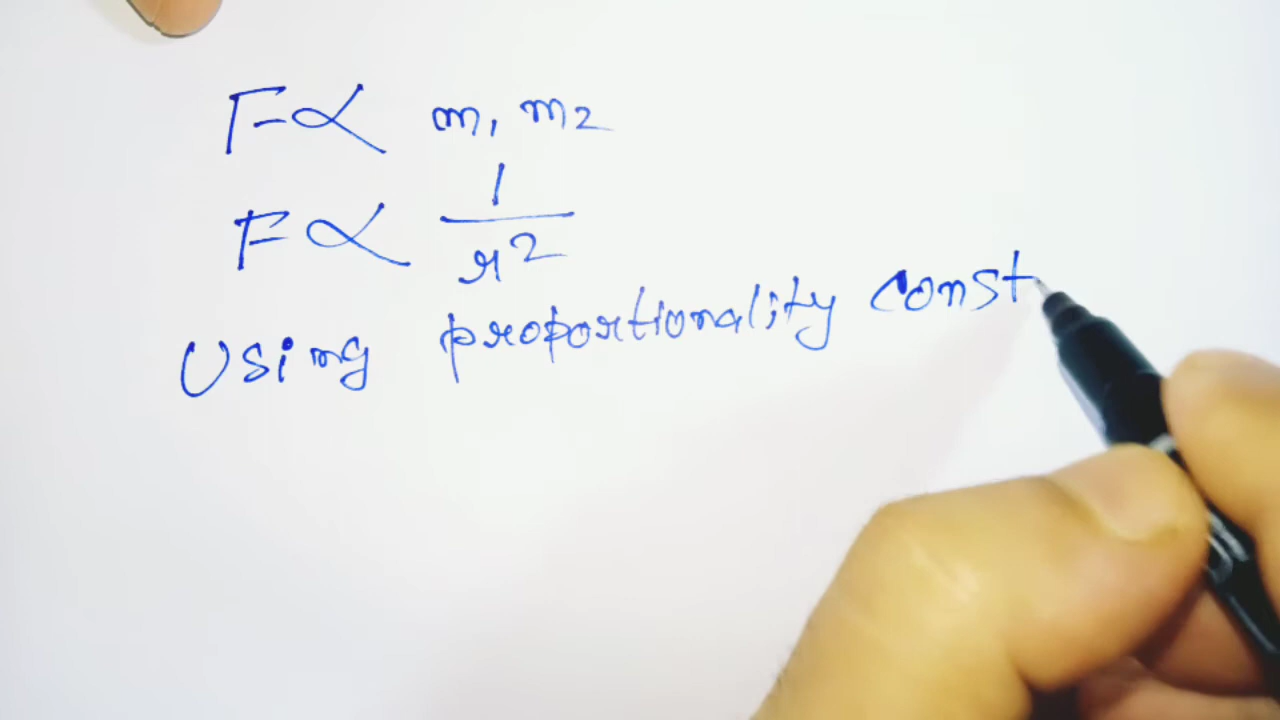 F ∝ m₁ m₂
F ∝ 1/r²
Using proportionality const